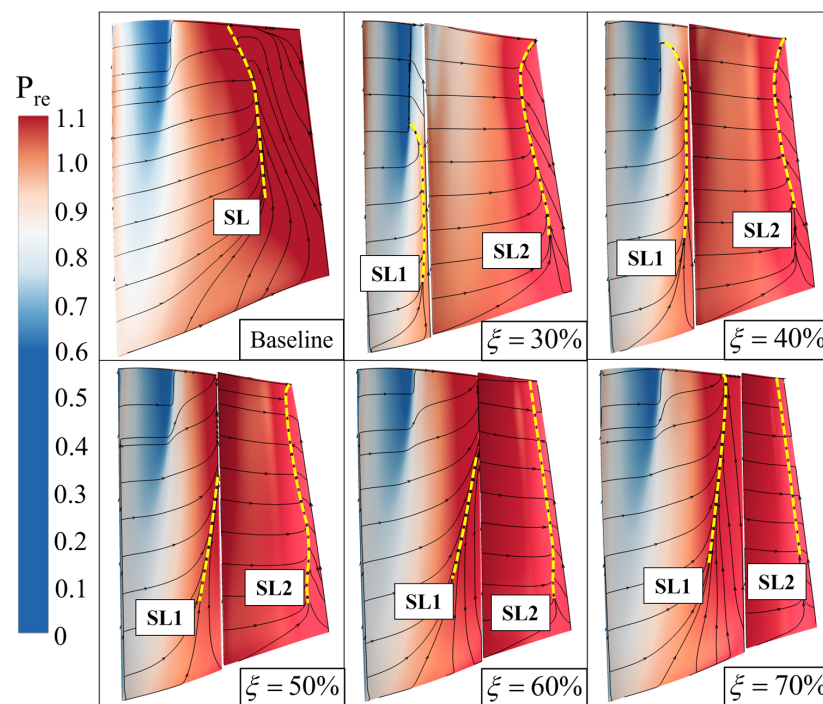 P_re
1.1
1.0
0.9
0.8
0.7
0.6
0.5
0.4
0.3
0.2
0.1
0
SL
Baseline
SL1
SL2
ξ = 30%
SL1
SL2
ξ = 40%
SL1
SL2
ξ = 50%
SL1
SL2
ξ = 60%
SL1
SL2
ξ = 70%